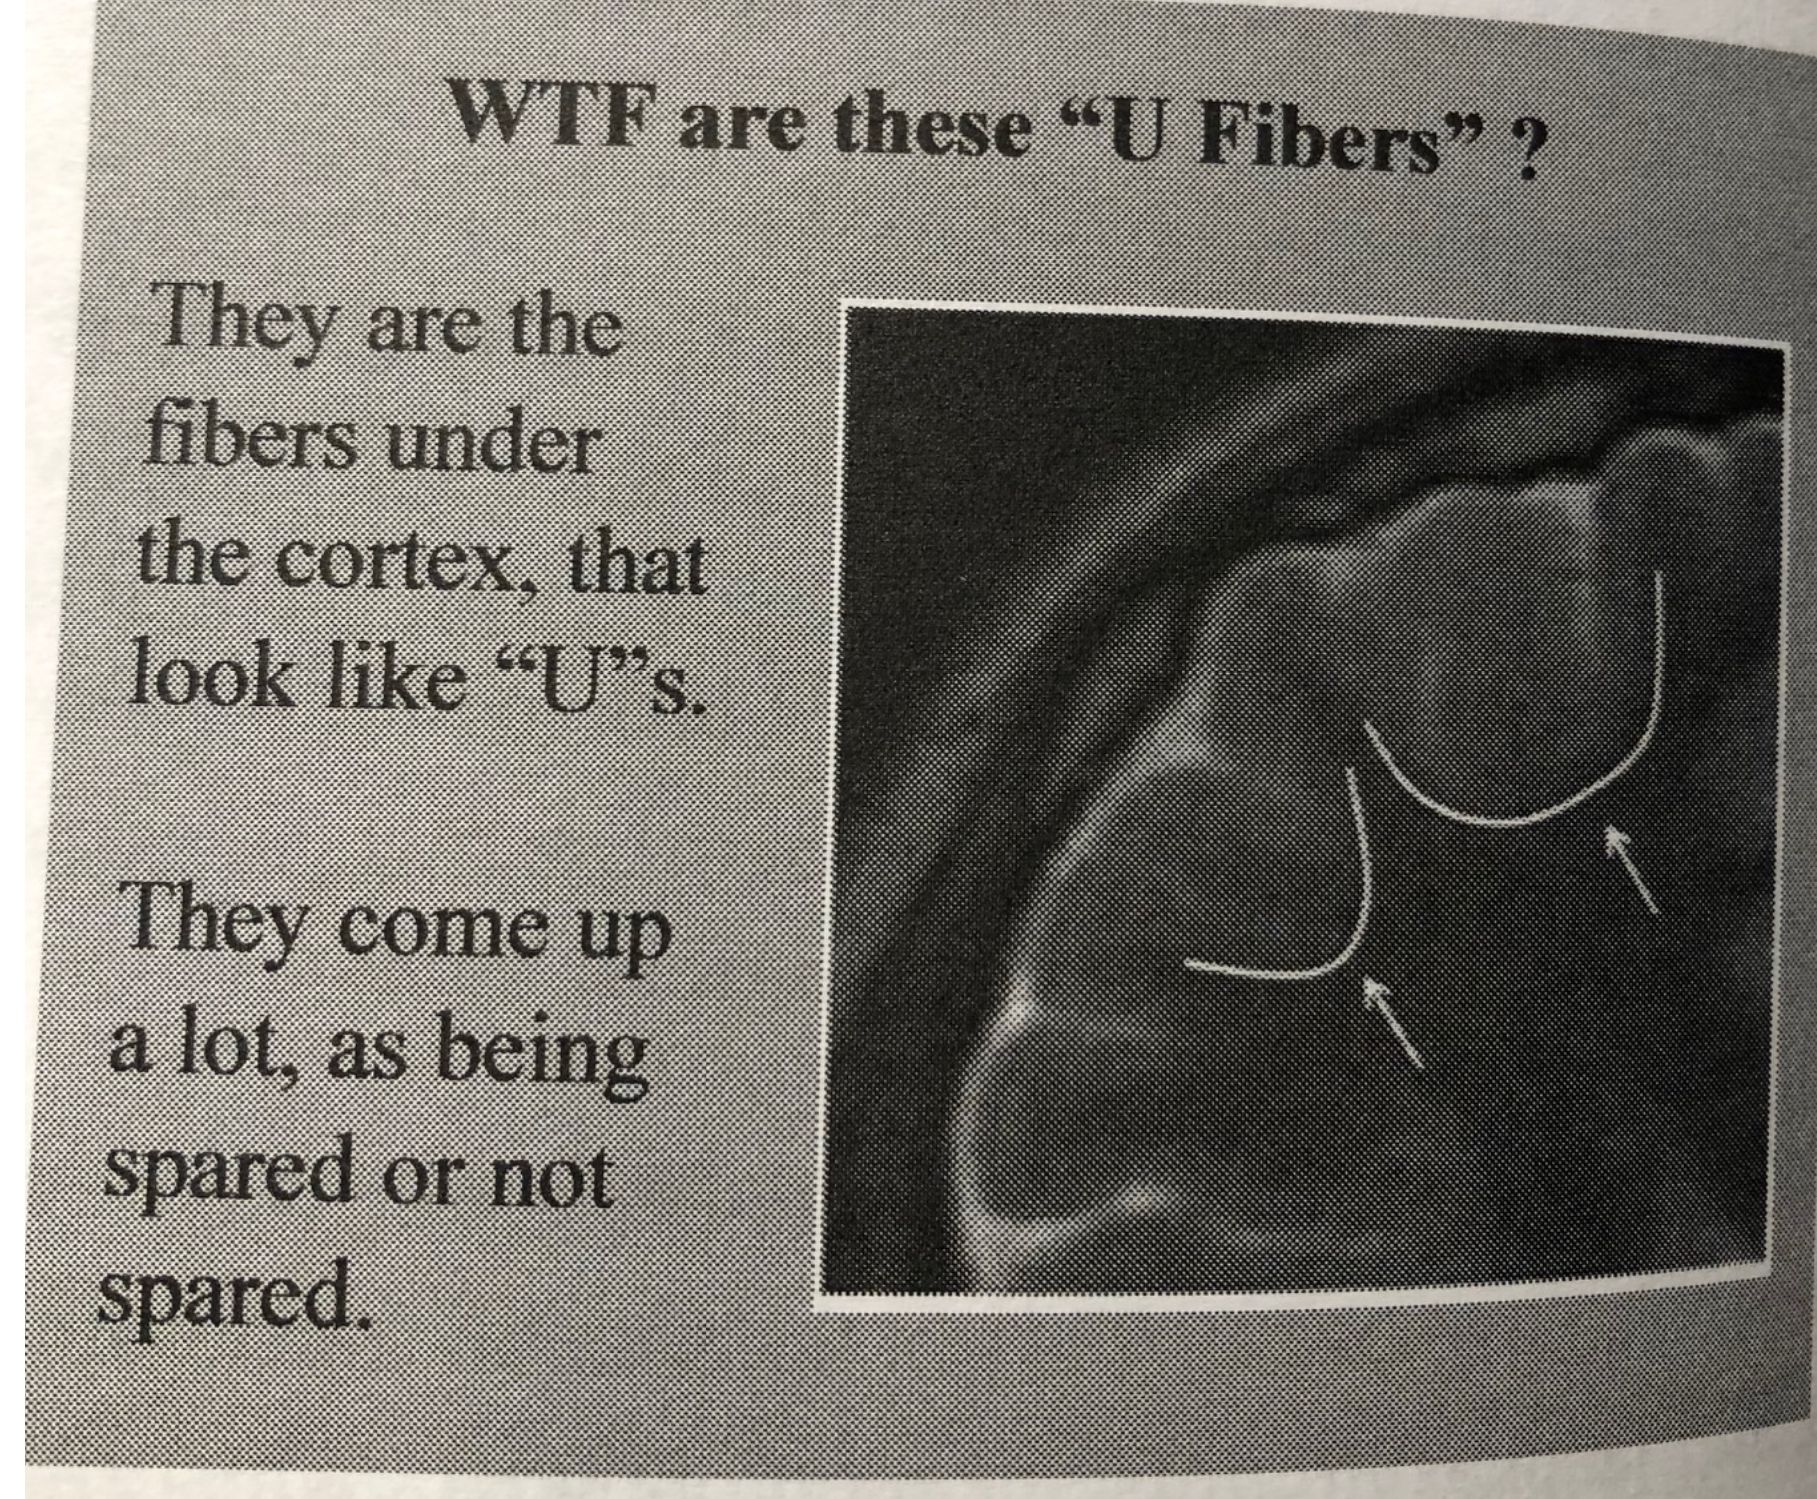 WTF are these “U Fibers” ?
They are the
fibers under
the cortex, that
look like “U”s.
They come up
a lot, as being
spared or not
spared.